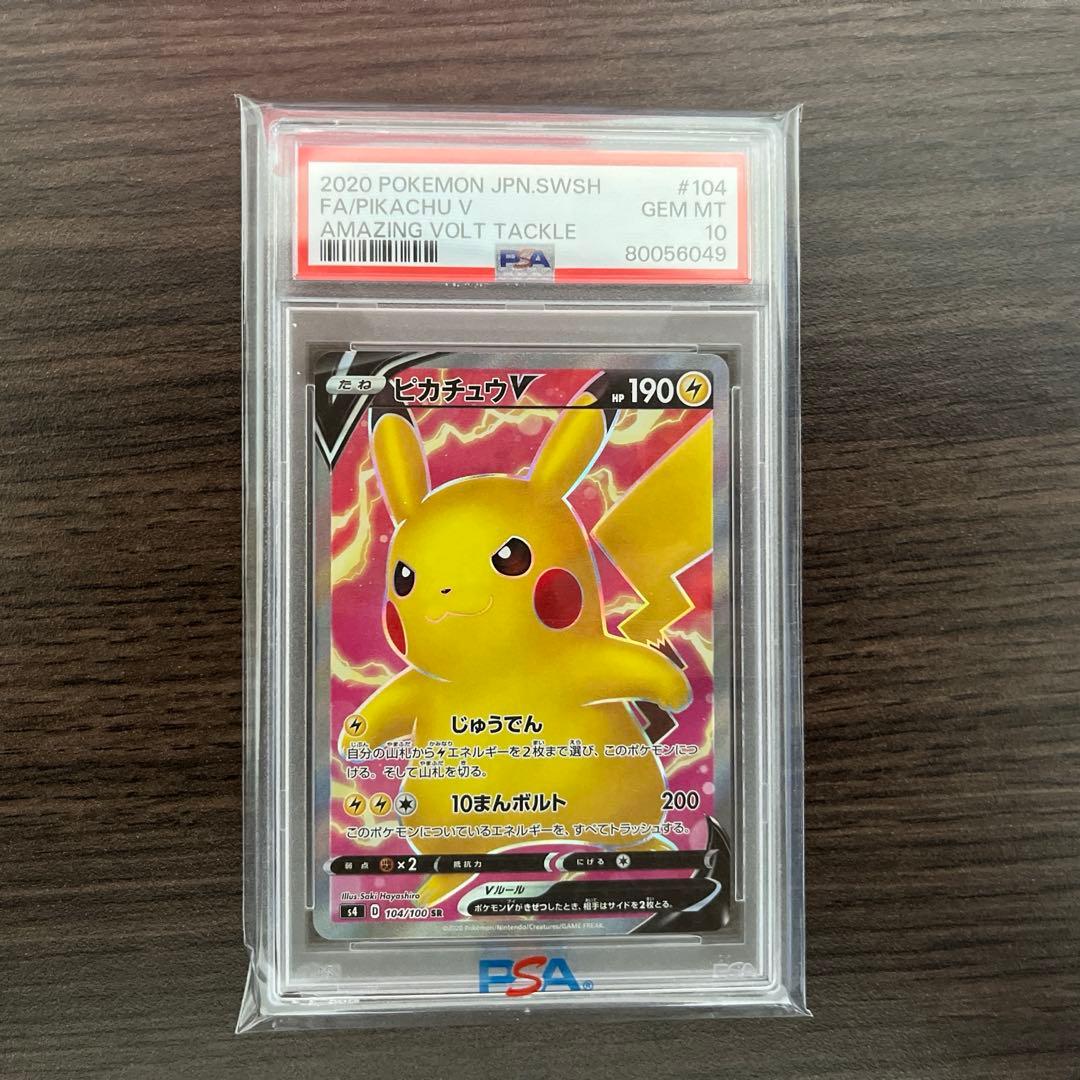 2020 POKEMON JPN.SWSH #104
FA/PIKACHU V GEM MT
AMAZING VOLT TACKLE 10
80056049
PSA
たね ピカチュウV HP 190
じゅうでん
自分の山札からエネルギーを2枚まで選び、このポケモンにつ
ける。そして山札を切る。
10まんボルト 200
このポケモンについているエネルギーを、すべてトラッシュする。
弱点 ×2 抵抗力 にげる
Vルール
ポケモンVがきぜつしたとき、相手はサイドを2枚とる。
Illus. Saki Hayashiro
s4 D 104/100 SR
©2020 Pokémon/Nintendo/Creatures/GAME FREAK.
PSA